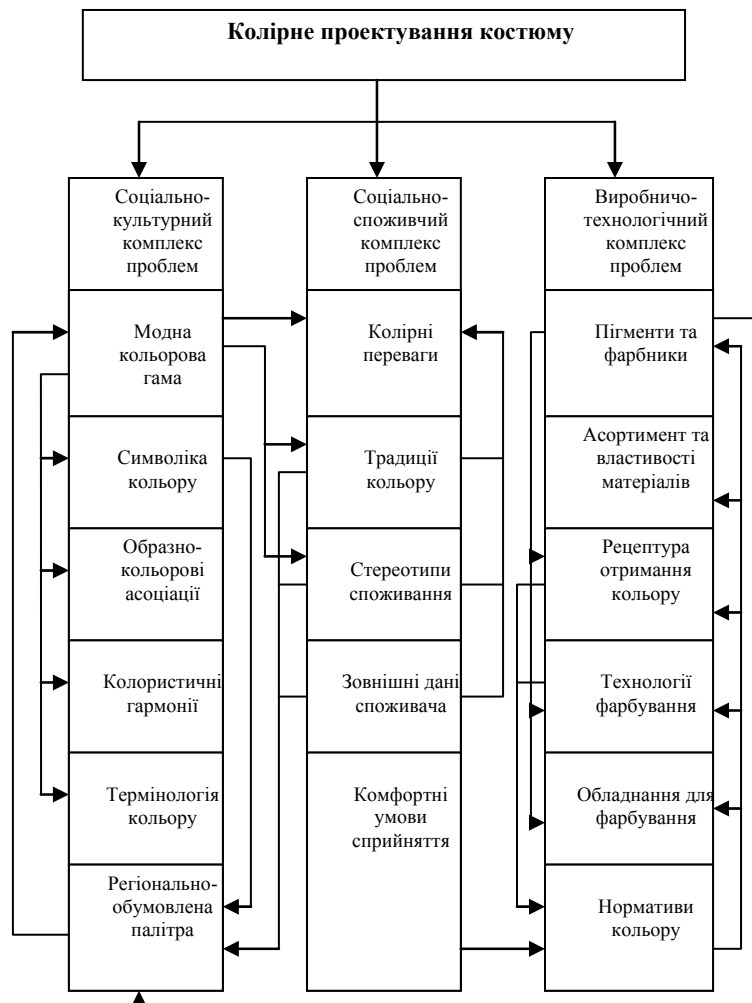 Колірне проектування костюму
Соціально-
культурний
комплекс
проблем
Модна
кольорова
гама
Символіка
кольору
Образно-
кольорові
асоціації
Колористичні
гармонії
Термінологія
кольору
Регіонально-
обумовлена
палітра
Соціально-
споживчий
комплекс
проблем
Колірні
переваги
Традиції
кольору
Стереотипи
споживання
Зовнішні дані
споживача
Комфортні
умови
сприйняття
Виробничо-
технологічний
комплекс
проблем
Пігменти та
фарбники
Асортимент та
властивості
матеріалів
Рецептура
отримання
кольору
Технології
фарбування
Обладнання для
фарбування
Нормативи
кольору